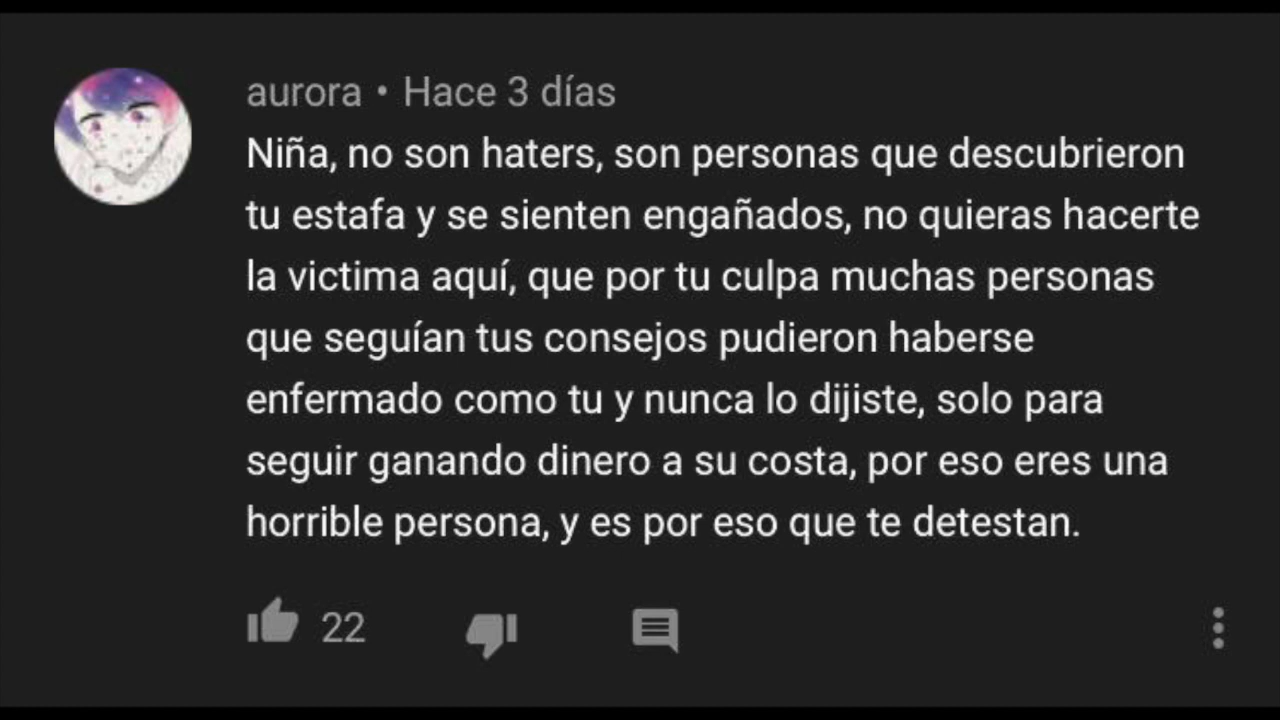 aurora • Hace 3 días
Niña, no son haters, son personas que descubrieron
tu estafa y se sienten engañados, no quieras hacerte
la victima aquí, que por tu culpa muchas personas
que seguían tus consejos pudieron haberse
enfermado como tu y nunca lo dijiste, solo para
seguir ganando dinero a su costa, por eso eres una
horrible persona, y es por eso que te detestan.
22